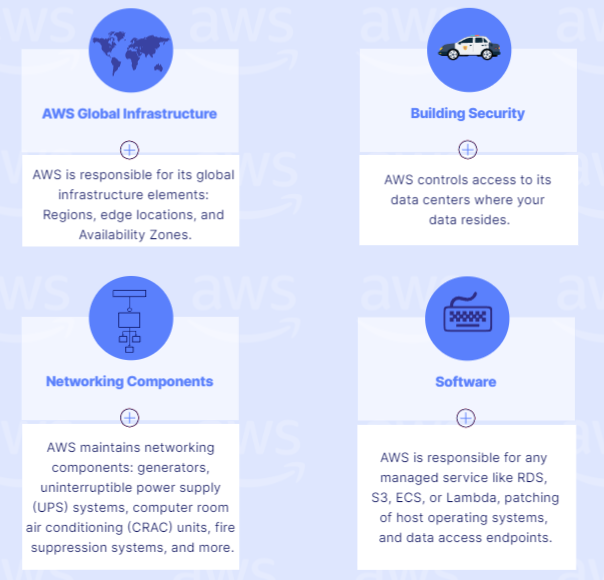 AWS Global Infrastructure
AWS is responsible for its global
infrastructure elements:
Regions, edge locations, and
Availability Zones.
Building Security
AWS controls access to its
data centers where your
data resides.
Networking Components
AWS maintains networking
components: generators,
uninterruptible power supply
(UPS) systems, computer room
air conditioning (CRAC) units, fire
suppression systems, and more.
Software
AWS is responsible for any
managed service like RDS,
S3, ECS, or Lambda, patching
of host operating systems,
and data access endpoints.